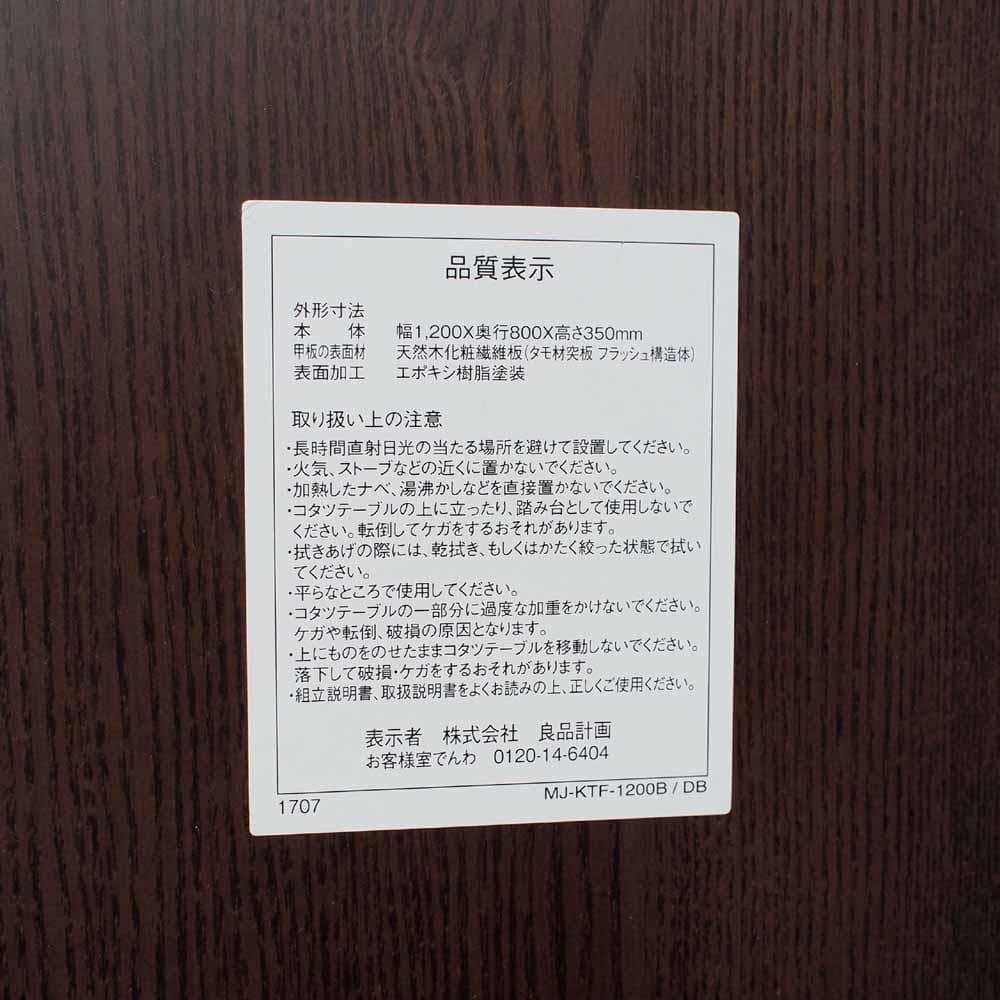 品質表示
外形寸法
本　体　幅1,200X奥行800X高さ350mm
甲板の表面材　天然木化粧繊維板(タモ材突板 フラッシュ構造体)
表面加工　エポキシ樹脂塗装
取り扱い上の注意
・長時間直射日光の当たる場所を避けて設置してください。
・火気、ストーブなどの近くに置かないでください。
・加熱したナベ、湯沸かしなどを直接置かないでください。
・コタツテーブルの上に立ったり、踏み台として使用しないで
ください。転倒してケガをするおそれがあります。
・拭きあげの際には、乾拭き、もしくはかたく絞った状態で拭い
てください。
・平らなところで使用してください。
・コタツテーブルの一部分に過度な加重をかけないでください。
ケガや転倒、破損の原因となります。
・上にものをのせたままコタツテーブルを移動しないでください。
落下して破損・ケガをするおそれがあります。
・組立説明書、取扱説明書をよくお読みの上、正しくご使用ください。
表示者　株式会社　良品計画
お客様室でんわ　0120-14-6404
1707　MJ-KTF-1200B / DB